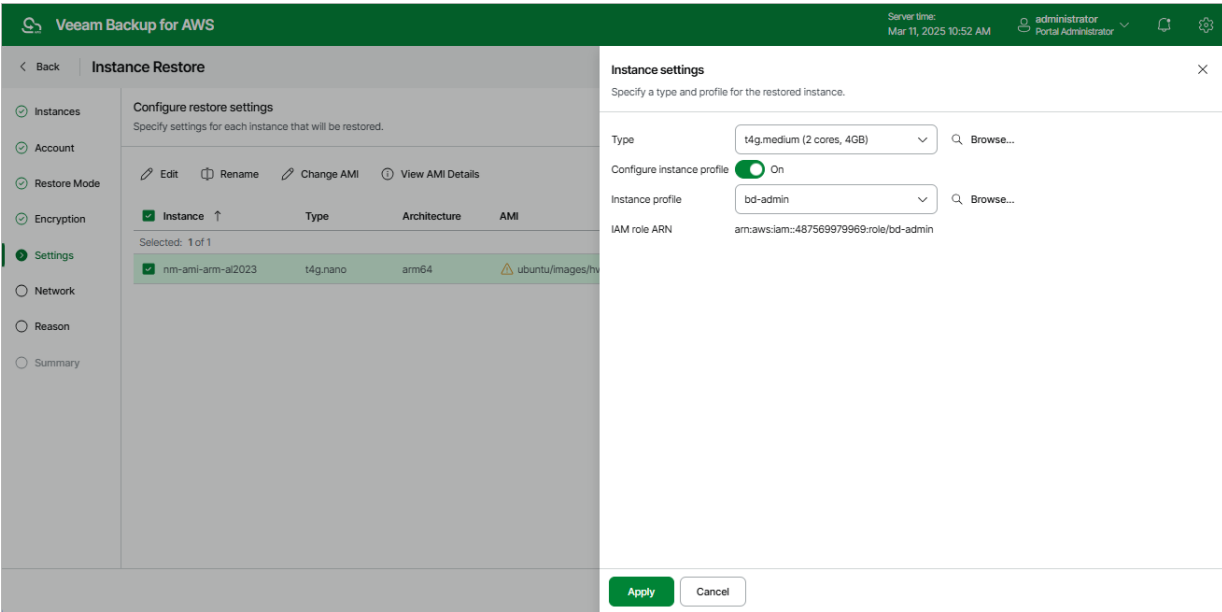 Veeam Backup for AWS
Server time:
Mar 11, 2025 10:52 AM
administrator
Portal Administrator
Back
Instance Restore
Instances
Account
Restore Mode
Encryption
Settings
Network
Reason
Summary
Configure restore settings
Specify settings for each instance that will be restored.
Edit Rename Change AMI View AMI Details
Instance Type Architecture AMI
Selected: 1 of 1
nm-ami-arm-al2023 t4g.nano arm64 ubuntu/images/hv
Instance settings
Specify a type and profile for the restored instance.
Type t4g.medium (2 cores, 4GB) Browse...
Configure instance profile On
Instance profile bd-admin Browse...
IAM role ARN arn:aws:iam::487569979969:role/bd-admin
Apply Cancel